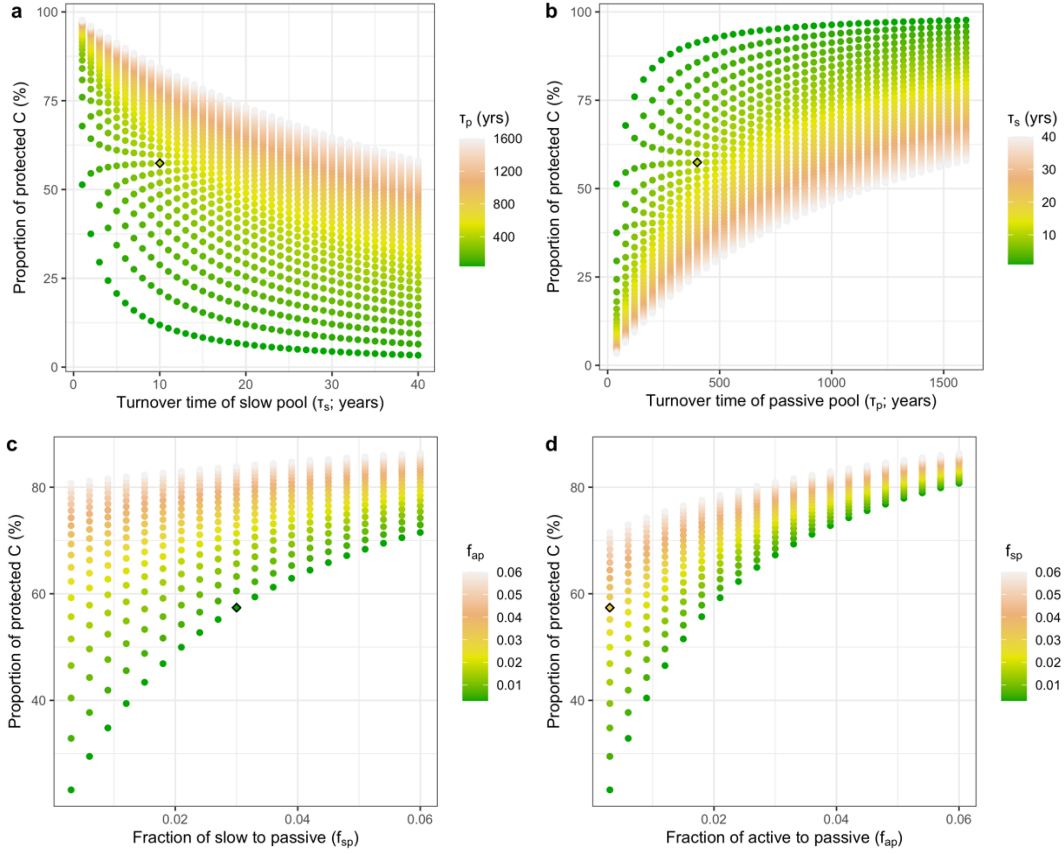 a
Proportion of protected C (%)
100
75
50
25
0
0 10 20 30 40
Turnover time of slow pool (τs; years)
τp (yrs)
1600
1200
800
400
b
Proportion of protected C (%)
100
75
50
25
0
0 500 1000 1500
Turnover time of passive pool (τp; years)
τs (yrs)
40
30
20
10
c
Proportion of protected C (%)
80
60
40
0.02 0.04 0.06
Fraction of slow to passive (fsp)
fap
0.06
0.05
0.04
0.03
0.02
0.01
d
Proportion of protected C (%)
80
60
40
0.02 0.04 0.06
Fraction of active to passive (fap)
fsp
0.06
0.05
0.04
0.03
0.02
0.01